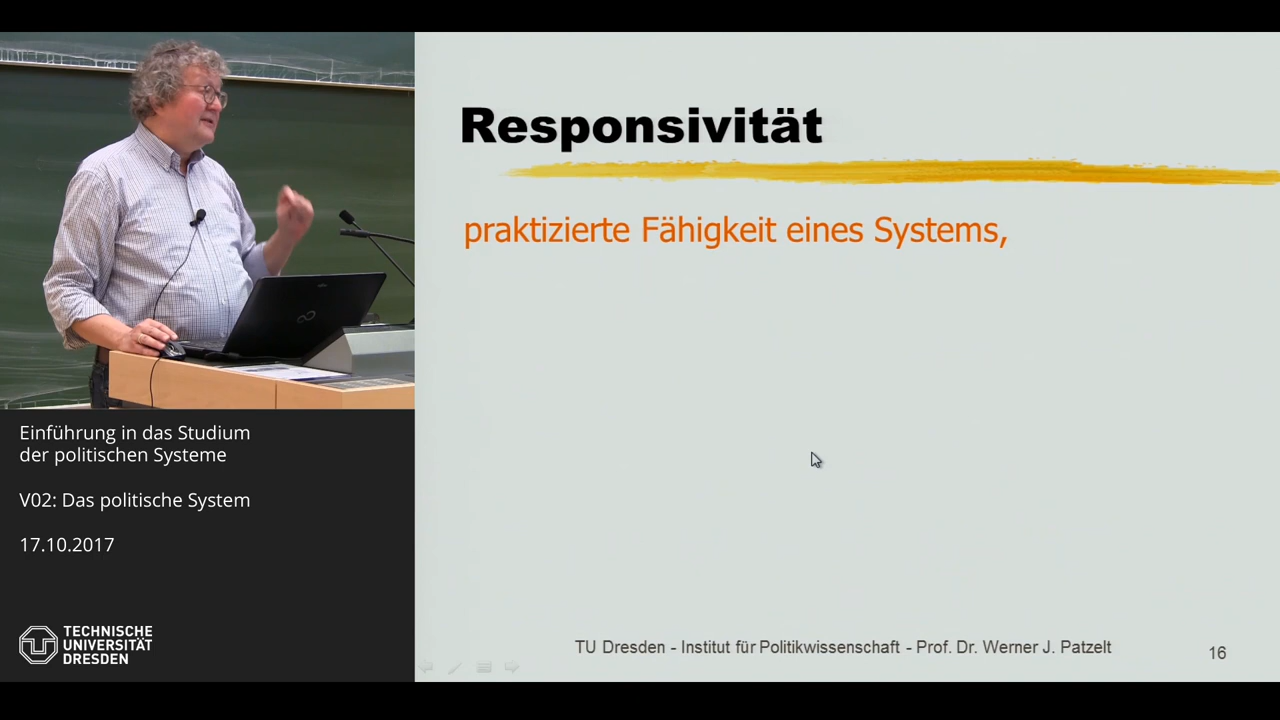 Responsivität
praktizierte Fähigkeit eines Systems,
Einführung in das Studium
der politischen Systeme
V02: Das politische System
17.10.2017
TECHNISCHE
UNIVERSITÄT
DRESDEN
TU Dresden - Institut für Politikwissenschaft - Prof. Dr. Werner J. Patzelt
16